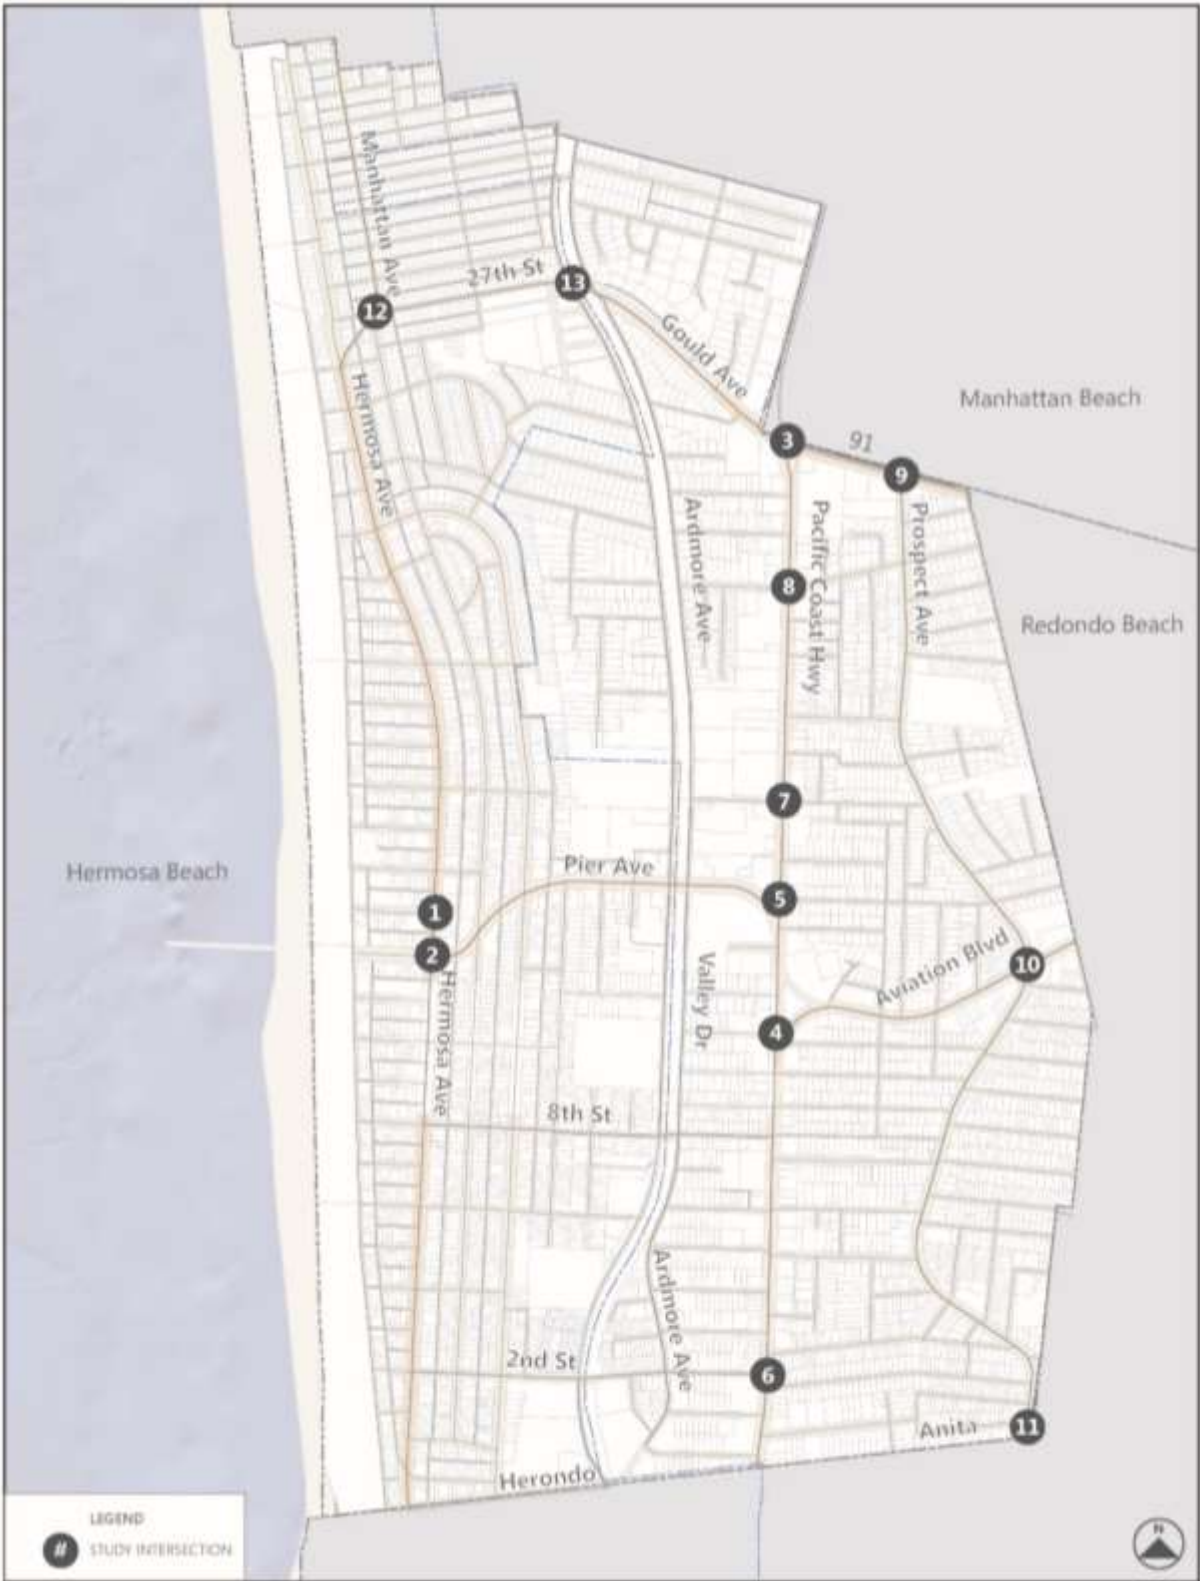 Manhattan Ave
27th St
13
12
Gould Ave
Hermosa Ave
Manhattan Beach
3
91
9
Ardmore Ave
Pacific Coast Hwy
Prospect Ave
8
Redondo Beach
7
Hermosa Beach
Pier Ave
5
1
2
Hermosa Ave
Valley Dr
Aviation Blvd
10
4
8th St
Ardmore Ave
2nd St
6
Anita
11
Herondo
LEGEND
# STUDY INTERSECTION
N